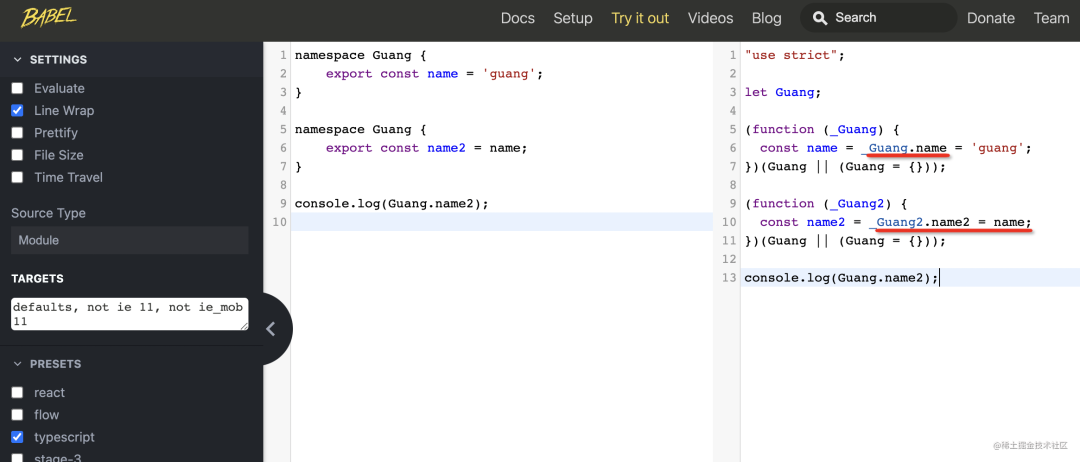 BABEL
Docs Setup Try it out Videos Blog Search Donate Team
SETTINGS
Evaluate
Line Wrap
Prettify
File Size
Time Travel
Source Type
Module
TARGETS
defaults, not ie 11, not ie_mob
11
PRESETS
react
flow
typescript
stage-3
1 namespace Guang {
2     export const name = 'guang';
3 }
4
5 namespace Guang {
6     export const name2 = name;
7 }
8
9 console.log(Guang.name2);
10
1 "use strict";
2
3 let Guang;
4
5 (function (_Guang) {
6   const name = _Guang.name = 'guang';
7 })(Guang || (Guang = {}));
8
9 (function (_Guang2) {
10   const name2 = _Guang2.name2 = name;
11 })(Guang || (Guang = {}));
12
13 console.log(Guang.name2);
@稀土掘金技术社区